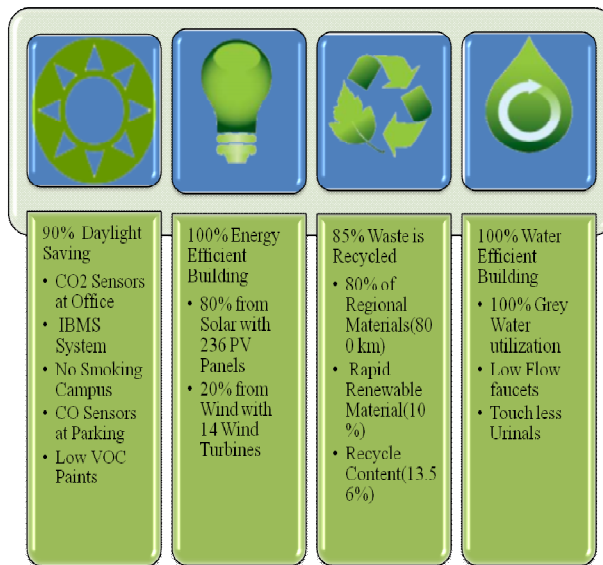 90% Daylight
Saving
• CO2 Sensors
at Office
• IBMS
System
• No Smoking
Campus
• CO Sensors
at Parking
• Low VOC
Paints
100% Energy
Efficient
Building
• 80% from
Solar with
236 PV
Panels
• 20% from
Wind with
14 Wind
Turbines
85% Waste is
Recycled
• 80% of
Regional
Materials(80
0 km)
• Rapid
Renewable
Material(10
%)
• Recycle
Content(13.5
6%)
100% Water
Efficient
Building
• 100% Grey
Water
utilization
• Low Flow
faucets
• Touch less
Urinals